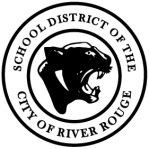 SCHOOL DISTRICT OF THE
CITY OF RIVER ROUGE